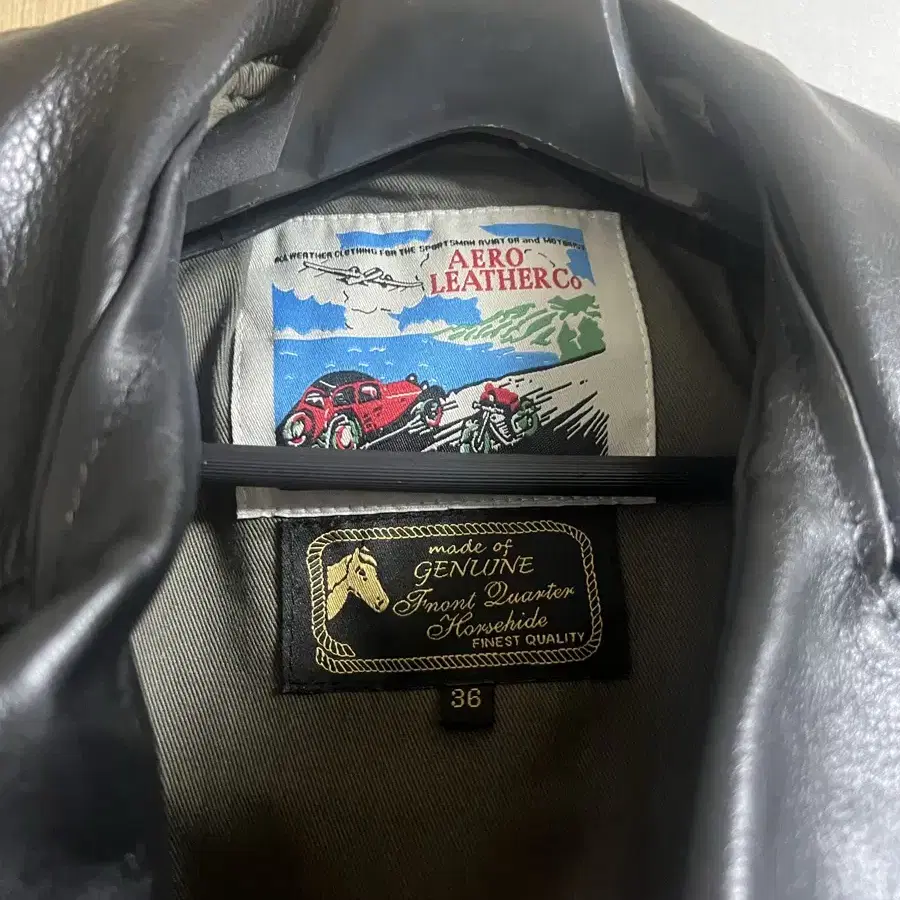 ALL WEATHER CLOTHING FOR THE SPORTSMAN AVIATOR and MOTORIST
AERO
LEATHER Co
made of
GENUINE
Front Quarter
Horsehide
FINEST QUALITY
36